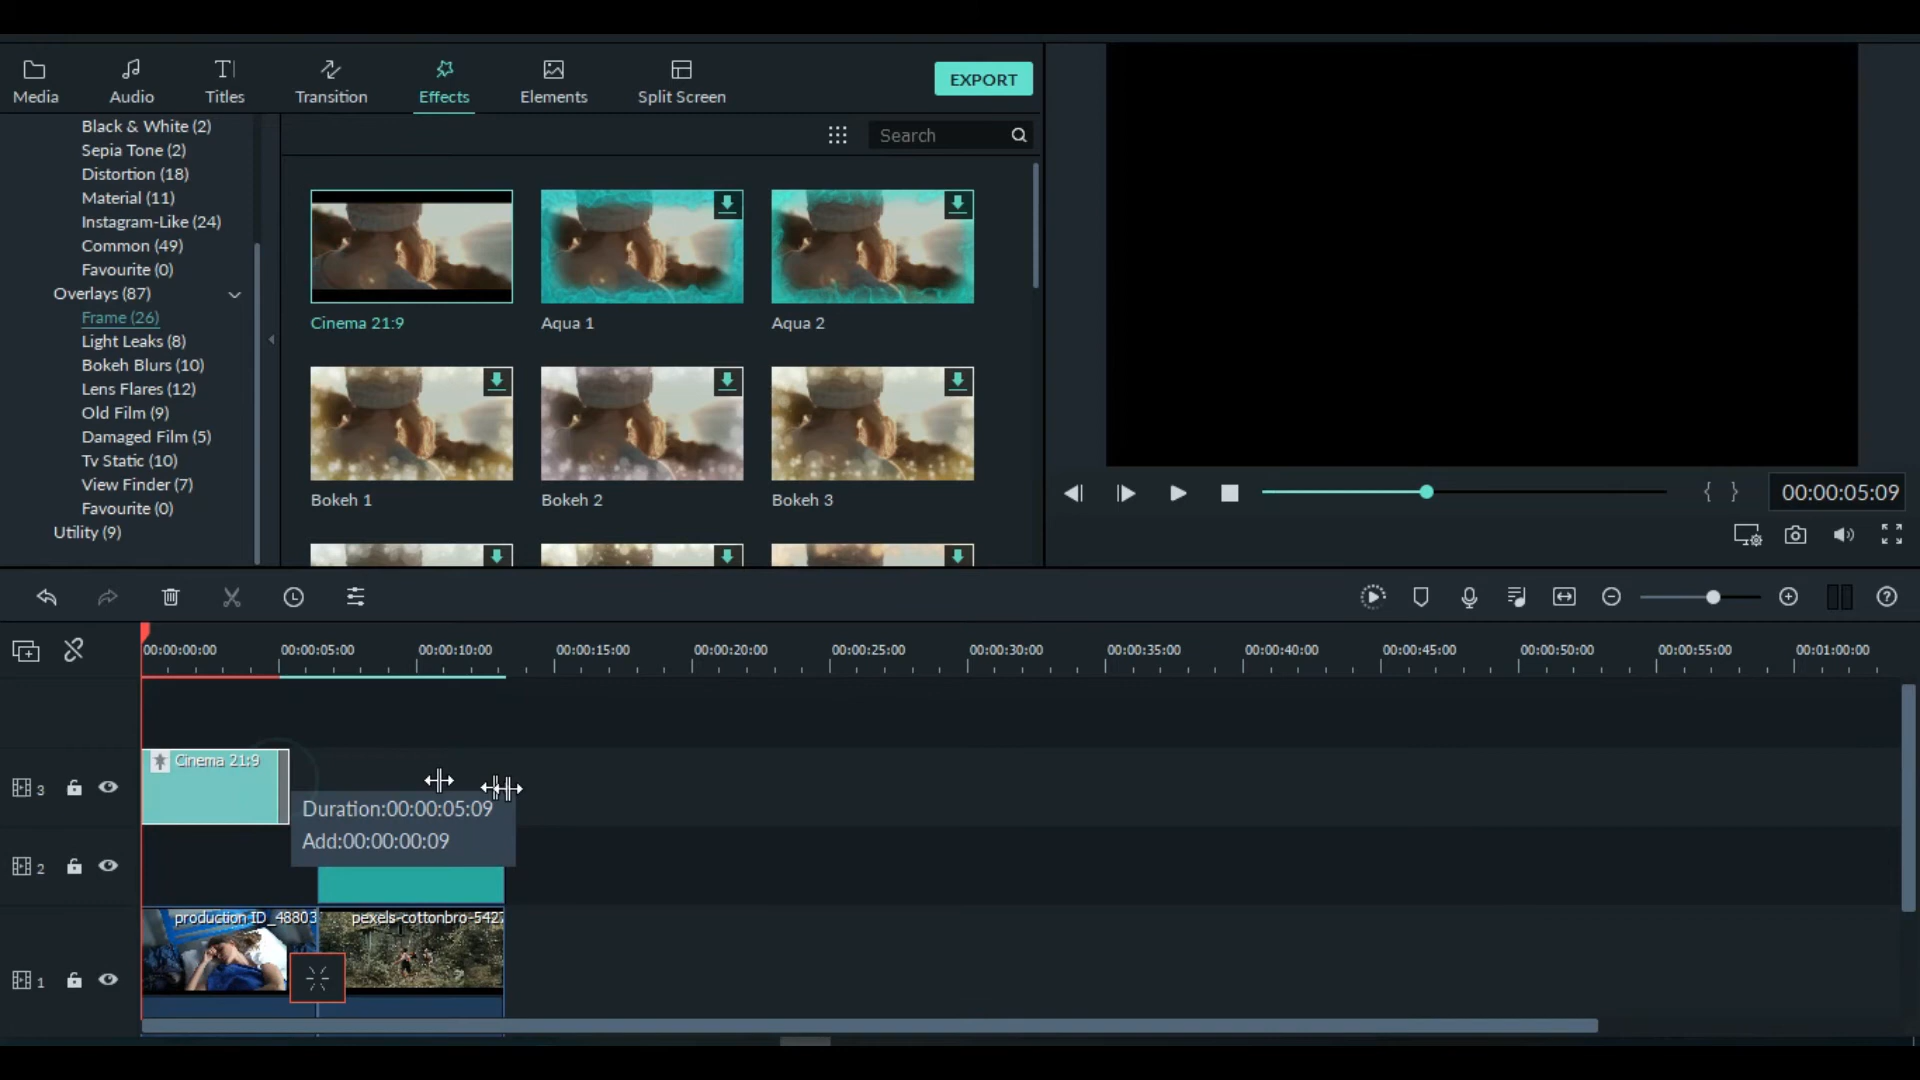 Media
Audio
Titles
Transition
Effects
Elements
Split Screen
EXPORT
Black & White (2)
Sepia Tone (2)
Distortion (18)
Material (11)
Instagram-Like (24)
Common (49)
Favourite (0)
Overlays (87)
Frame (26)
Light Leaks (8)
Bokeh Blurs (10)
Lens Flares (12)
Old Film (9)
Damaged Film (5)
Tv Static (10)
View Finder (7)
Favourite (0)
Utility (9)
Search
Cinema 21:9
Aqua 1
Aqua 2
Bokeh 1
Bokeh 2
Bokeh 3
{ }
00:00:05:09
00:00:00:00
00:00:05:00
00:00:10:00
00:00:15:00
00:00:20:00
00:00:25:00
00:00:30:00
00:00:35:00
00:00:40:00
00:00:45:00
00:00:50:00
00:00:55:00
00:01:00:00
3
Cinema 21:9
Duration:00:00:05:09
Add:00:00:00:09
2
production ID_48803
pexels-cottonbro-542
1